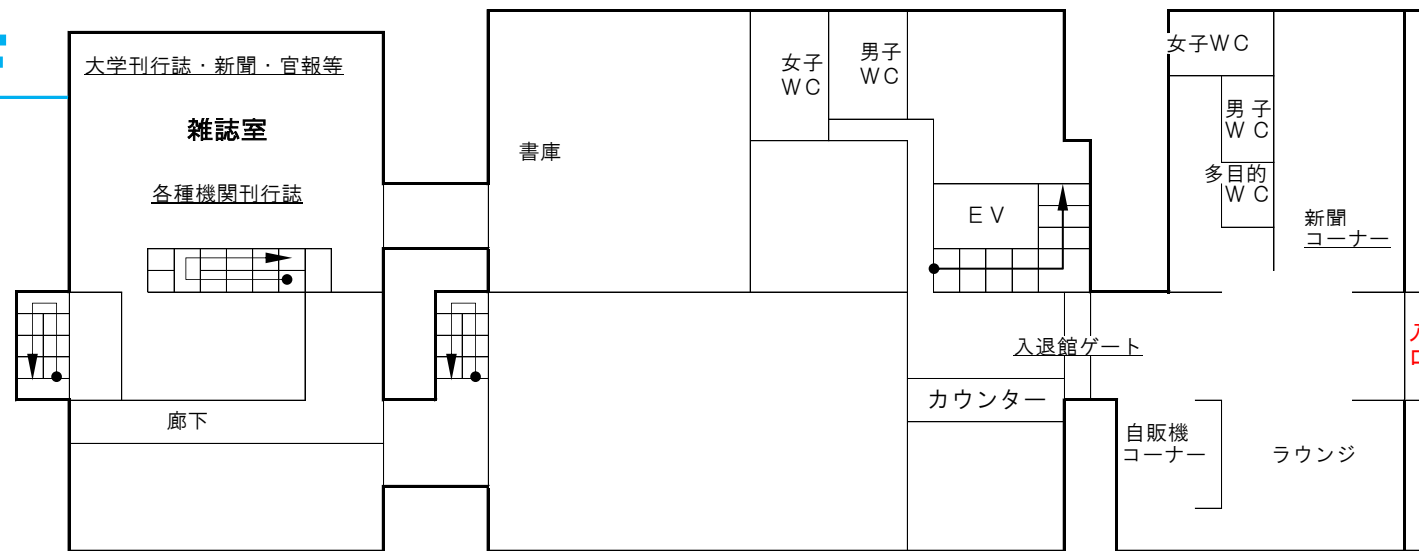 大学刊行誌・新聞・官報等
雑誌室
各種機関刊行誌
廊下
書庫
女子
ＷＣ
男子
ＷＣ
ＥＶ
入退館ゲート
カウンター
女子ＷＣ
男子
ＷＣ
多目的
ＷＣ
新聞
コーナー
自販機
コーナー
ラウンジ